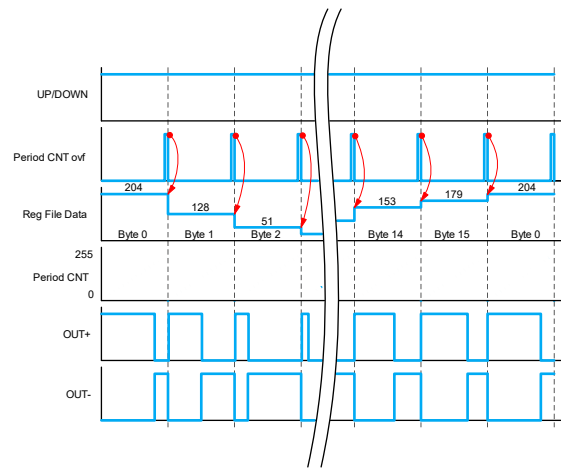 UP/DOWN
Period CNT ovf
204
128
51
153
179
204
Reg File Data
Byte 0
Byte 1
Byte 2
Byte 14
Byte 15
Byte 0
255
Period CNT
0
OUT+
OUT-